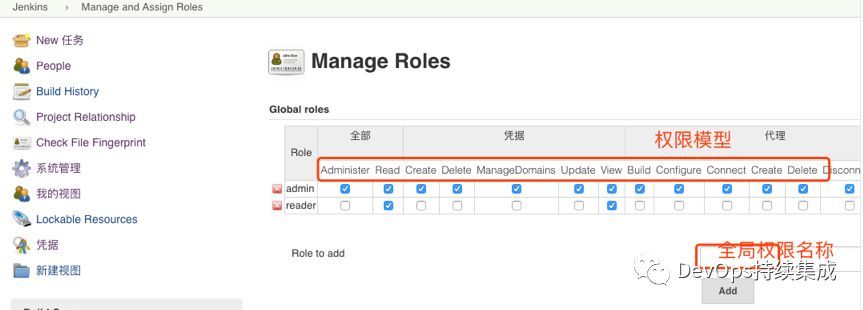 Jenkins Manage and Assign Roles
New 任务
People
Build History
Project Relationship
Check File Fingerprint
系统管理
我的视图
Lockable Resources
凭据
新建视图
Manage Roles
Global roles
Role 全部 凭据 代理
权限模型
Administer Read Create Delete ManageDomains Update View Build Configure Connect Create Delete
admin
reader
Role to add
全局权限名称
DevOps持续集成
Add